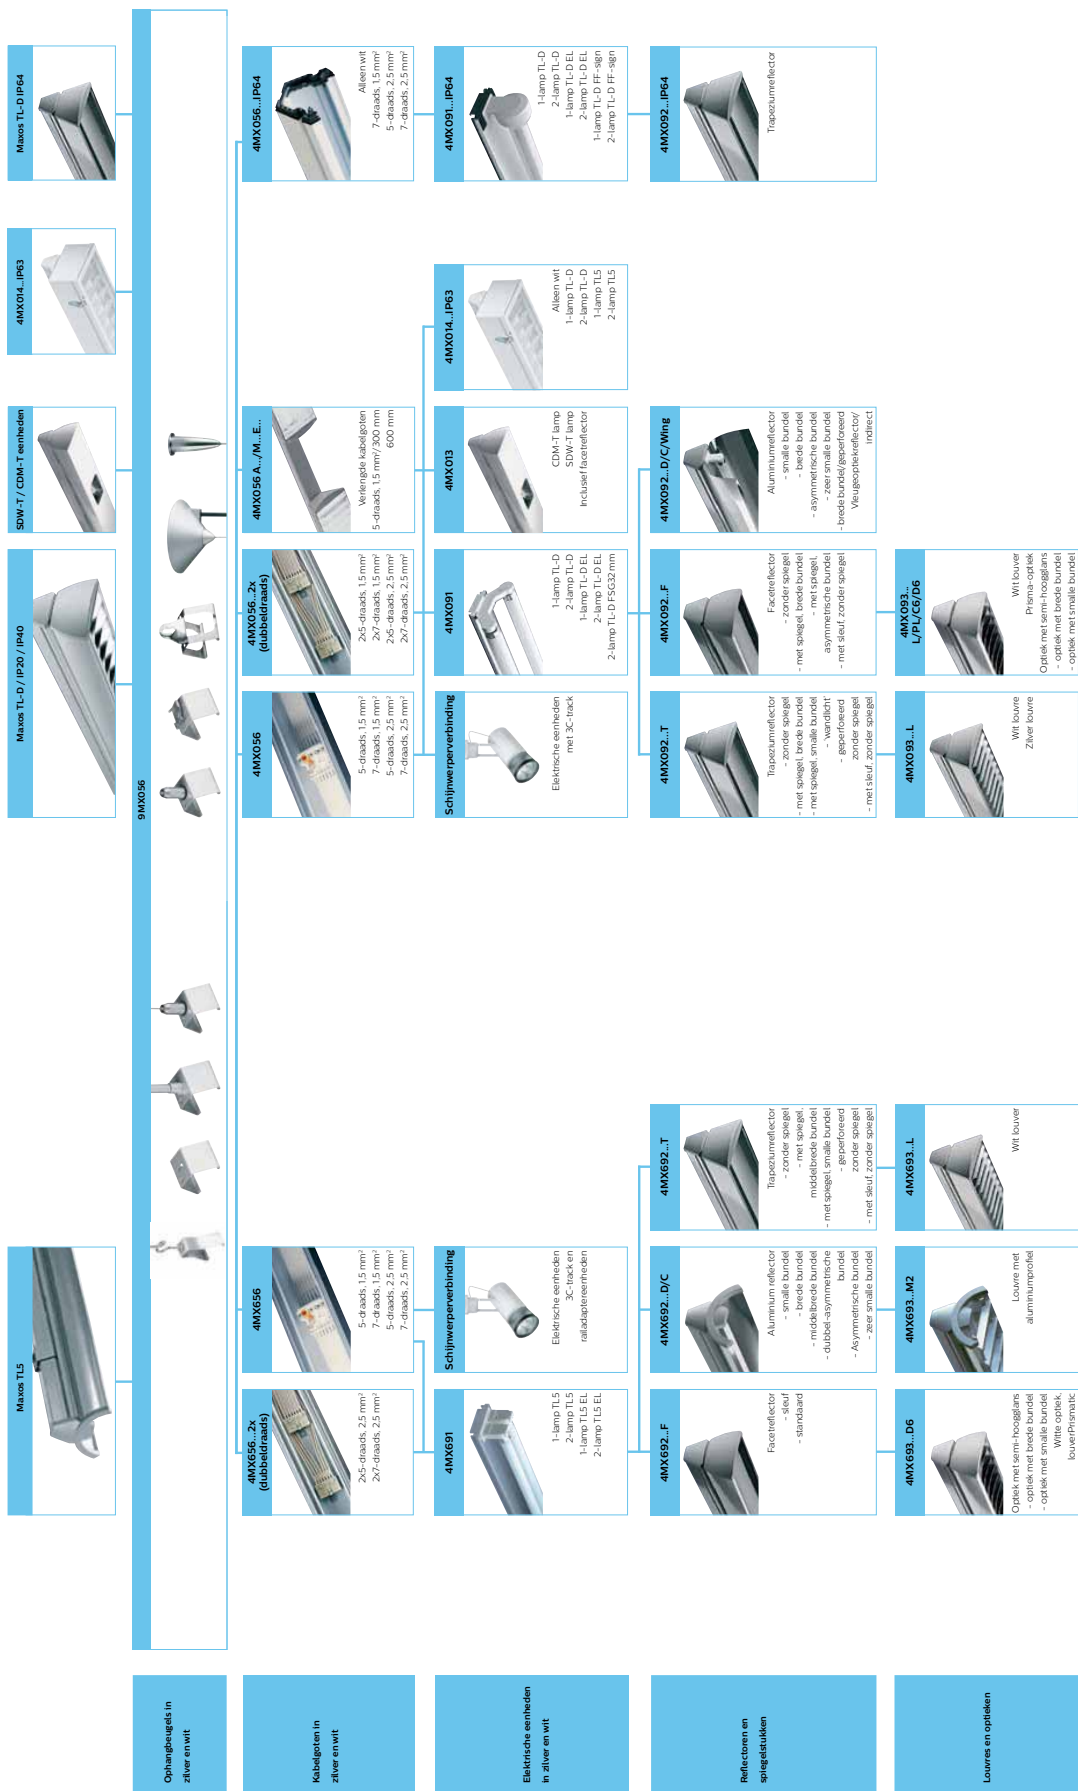 Maxos TL5
Maxos TL-D / IP20 / IP40
SDW-T / CDM-T eenheden
4MX014...IP63
Maxos TL-D IP64
Ophangbeugels in
zilver en wit
9MX056
Kabelgoten in
zilver en wit
4MX656...2x
(dubbeldraads)
2x5-draads, 2,5 mm²
2x7-draads, 2,5 mm²
4MX656
5-draads, 1,5 mm²
7-draads, 1,5 mm²
5-draads, 2,5 mm²
7-draads, 2,5 mm²
4MX056
5-draads, 1,5 mm²
7-draads, 1,5 mm²
5-draads, 2,5 mm²
7-draads, 2,5 mm²
4MX056...2x
(dubbeldraads)
2x5-draads, 1,5 mm²
2x7-draads, 1,5 mm²
2x5-draads, 2,5 mm²
2x7-draads, 2,5 mm²
4MX056 A.../M...E...
Verlengde kabelgoten
5-draads, 1,5 mm²/300 mm
600 mm
4MX056...IP64
Alleen wit
7-draads, 1,5 mm²
5-draads, 2,5 mm²
7-draads, 2,5 mm²
Elektrische eenheden
in zilver en wit
4MX691
1-lamp TL5
2-lamp TL5
1-lamp TL5 EL
2-lamp TL5 EL
Schijnwerperverbinding
Elektrische eenheden
3C-track en
railadaptereenheden
Schijnwerperverbinding
Elektrische eenheden
met 3C-track
4MX091
1-lamp TL-D
2-lamp TL-D
1-lamp TL-D EL
2-lamp TL-D EL
2-lamp TL-D FSG32 mm
4MX013
CDM-T lamp
SDW-T lamp
Inclusief facetreflector
4MX014...IP63
Alleen wit
1-lamp TL-D
2-lamp TL-D
1-lamp TL5
2-lamp TL5
4MX091...IP64
1-lamp TL-D
2-lamp TL-D
1-lamp TL-D EL
2-lamp TL-D EL
1-lamp TL-D FF-sign
2-lamp TL-D FF-sign
Reflectoren en
spiegelstukken
4MX692...F
Facetreflector
- sleuf
- standaard
4MX692...D/C
Aluminium reflector
- smalle bundel
- brede bundel
- middelbrede bundel
- dubbel-asymmetrische
bundel
- Asymmetrische bundel
- zeer smalle bundel
4MX692...T
Trapeziumreflector
- zonder spiegel
- met spiegel,
middelbrede bundel
- met spiegel, smalle bundel
- geperforeerd
zonder spiegel
- met sleuf, zonder spiegel
4MX092...T
Trapeziumreflector
- zonder spiegel
- met spiegel, brede bundel
- met spiegel, smalle bundel
- 'wandlicht'
- geperforeerd
zonder spiegel
- met sleuf, zonder spiegel
4MX092...F
Facetreflector
- zonder spiegel
- met spiegel, brede bundel
- met spiegel,
asymmetrische bundel
- met sleuf, zonder spiegel
4MX092...D/C/Wing
Aluminiumreflector
- smalle bundel
- brede bundel
- asymmetrische bundel
- zeer smalle bundel
- brede bundel/geperforeerd
Vleugeoptiekreflector/
indirect
4MX092...IP64
Trapeziumreflector
Louvres en optieken
4MX693...D6
Optiek met semi-hoogglans
- optiek met brede bundel
- optiek met smalle bundel
Witte optiek,
louverPrismatic
4MX693...M2
Louvre met
aluminiumprofiel
4MX693...L
Wit louver
4MX093...L
Wit louvre
Zilver louvre
4MX093...
L/PL/C6/D6
Wit louver
Prisma-optiek
Optiek met semi-hoogglans
- optiek met brede bundel
- optiek met smalle bundel